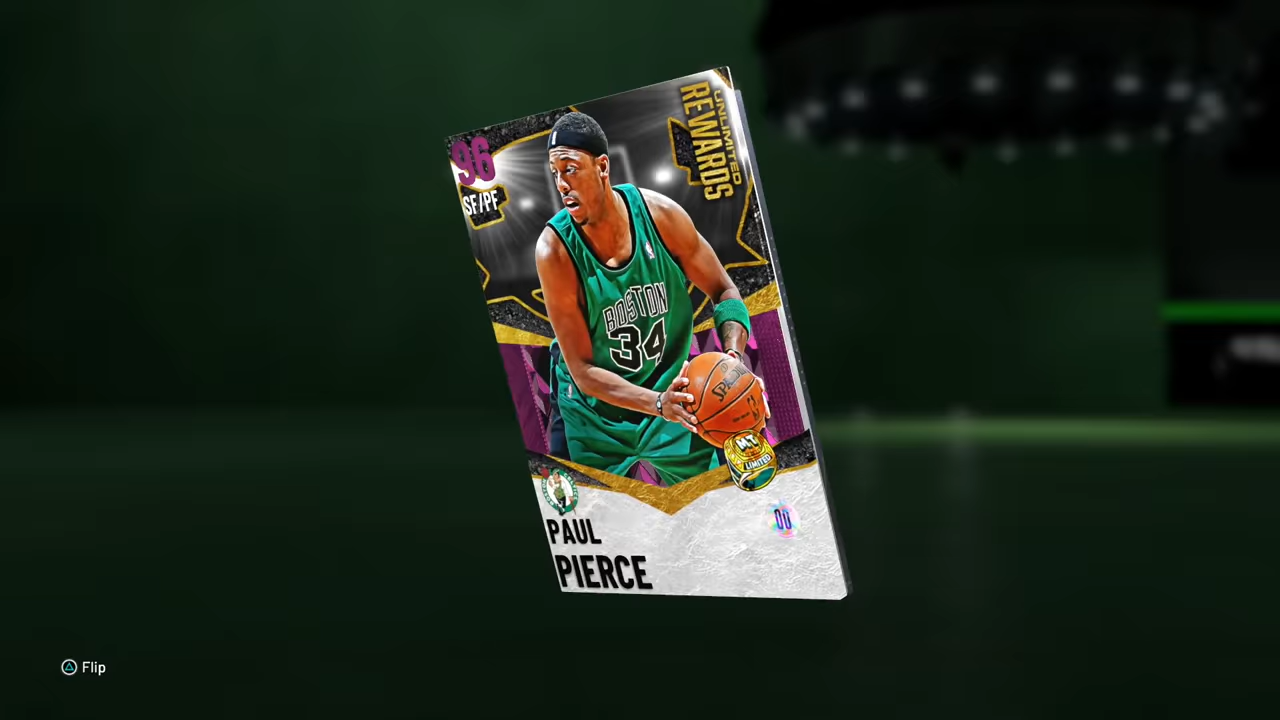 96
SF/PF
UNLIMITED
REWARDS
BOSTON
34
SPALDING
MT
LIMITED
00
PAUL
PIERCE
Flip